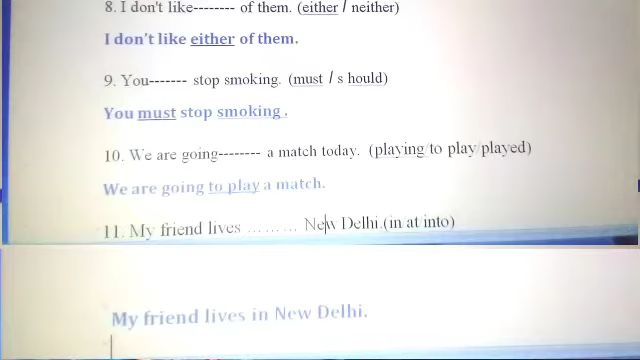 8. I don't like-------- of them. (either / neither)
I don't like either of them.
9. You------- stop smoking. (must / s hould)
You must stop smoking.
10. We are going-------- a match today. (playing/to play/played)
We are going to play a match.
11. My friend lives ……… New Delhi.(in at/into)
My friend lives in New Delhi.